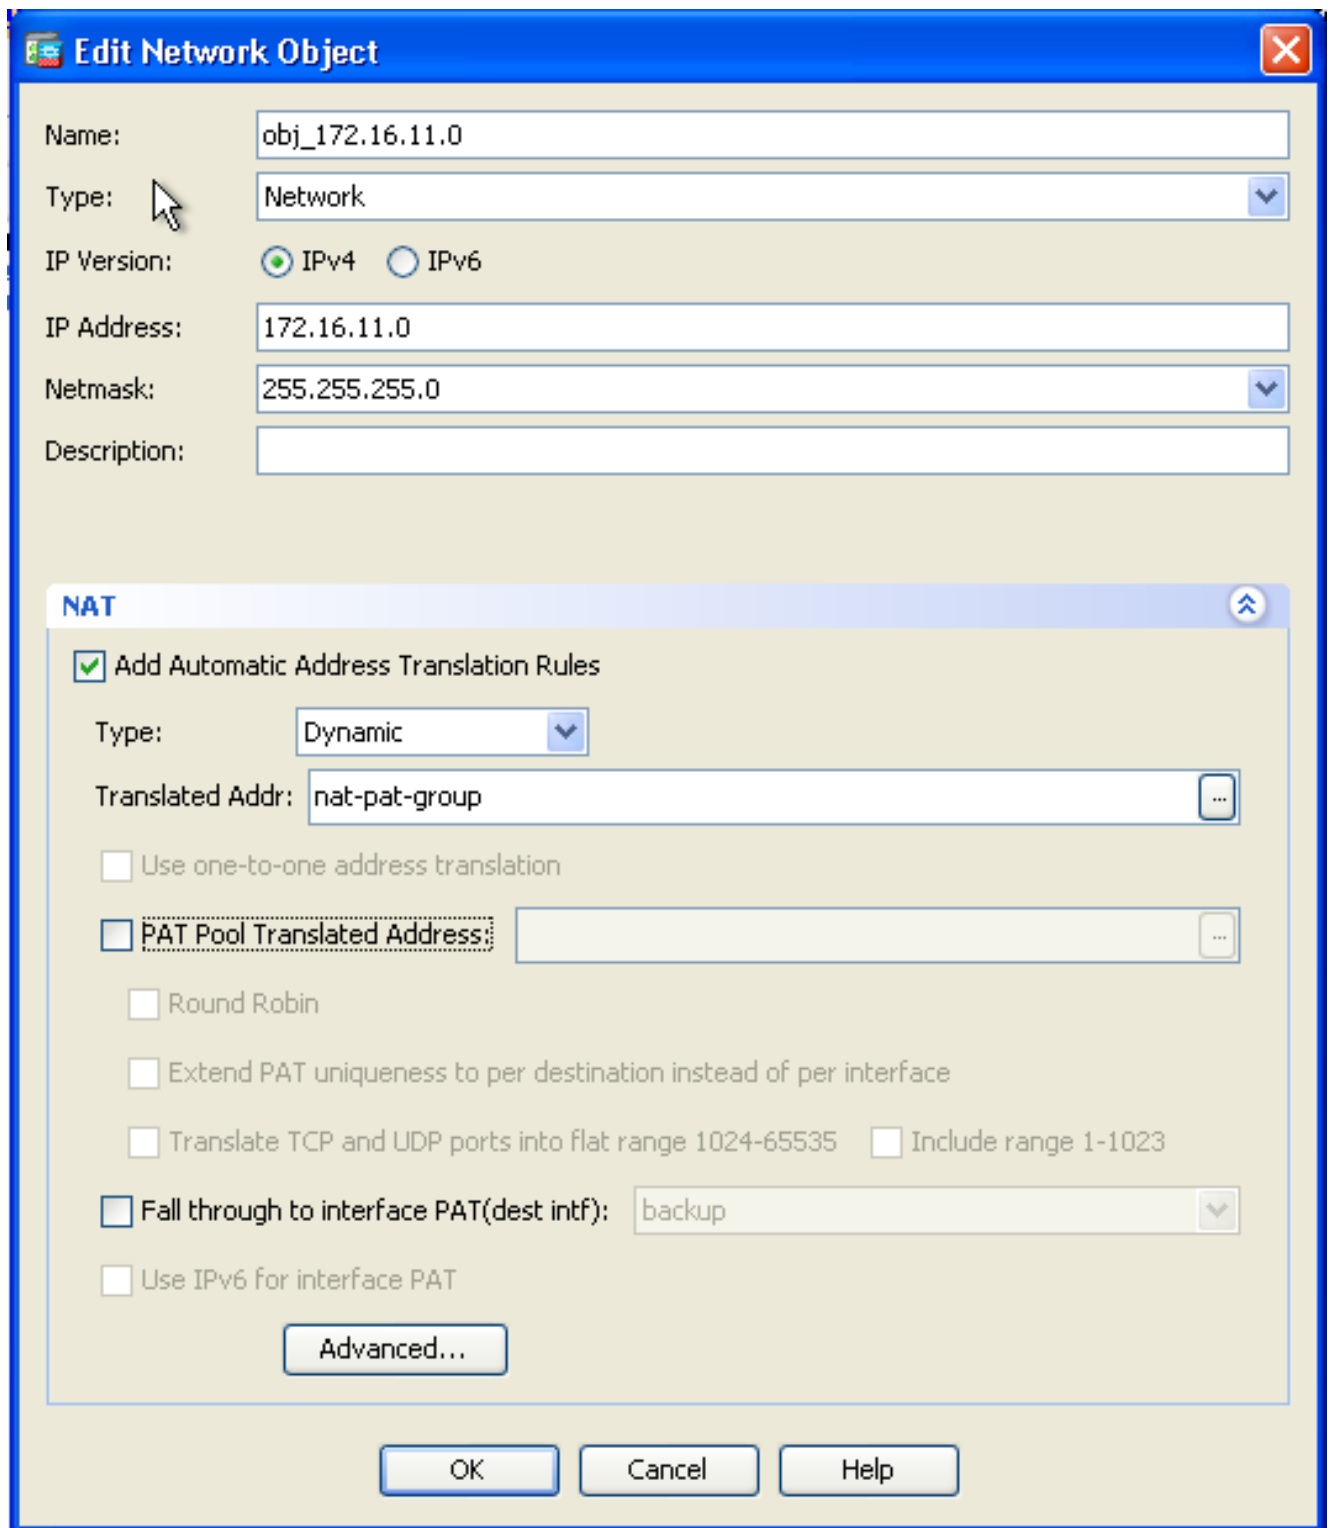 Edit Network Object
Name: obj_172.16.11.0
Type: Network
IP Version: IPv4 IPv6
IP Address: 172.16.11.0
Netmask: 255.255.255.0
Description:
NAT
Add Automatic Address Translation Rules
Type: Dynamic
Translated Addr: nat-pat-group ...
Use one-to-one address translation
PAT Pool Translated Address: ...
Round Robin
Extend PAT uniqueness to per destination instead of per interface
Translate TCP and UDP ports into flat range 1024-65535 Include range 1-1023
Fall through to interface PAT(dest intf): backup
Use IPv6 for interface PAT
Advanced...
OK Cancel Help